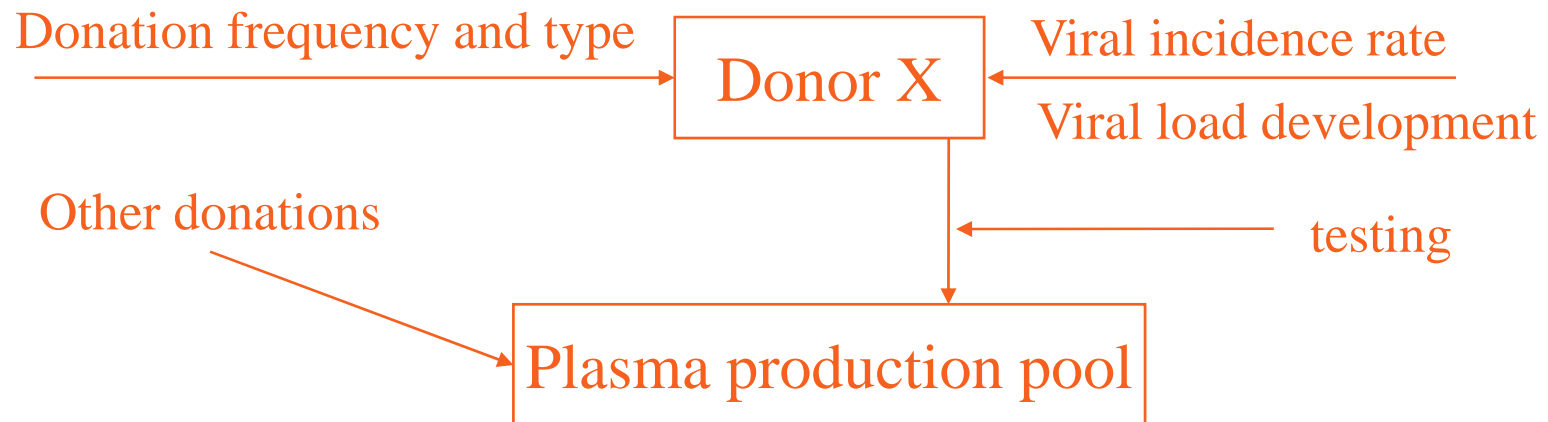 Donation frequency and type
Donor X
Viral incidence rate
Viral load development
Other donations
testing
Plasma production pool